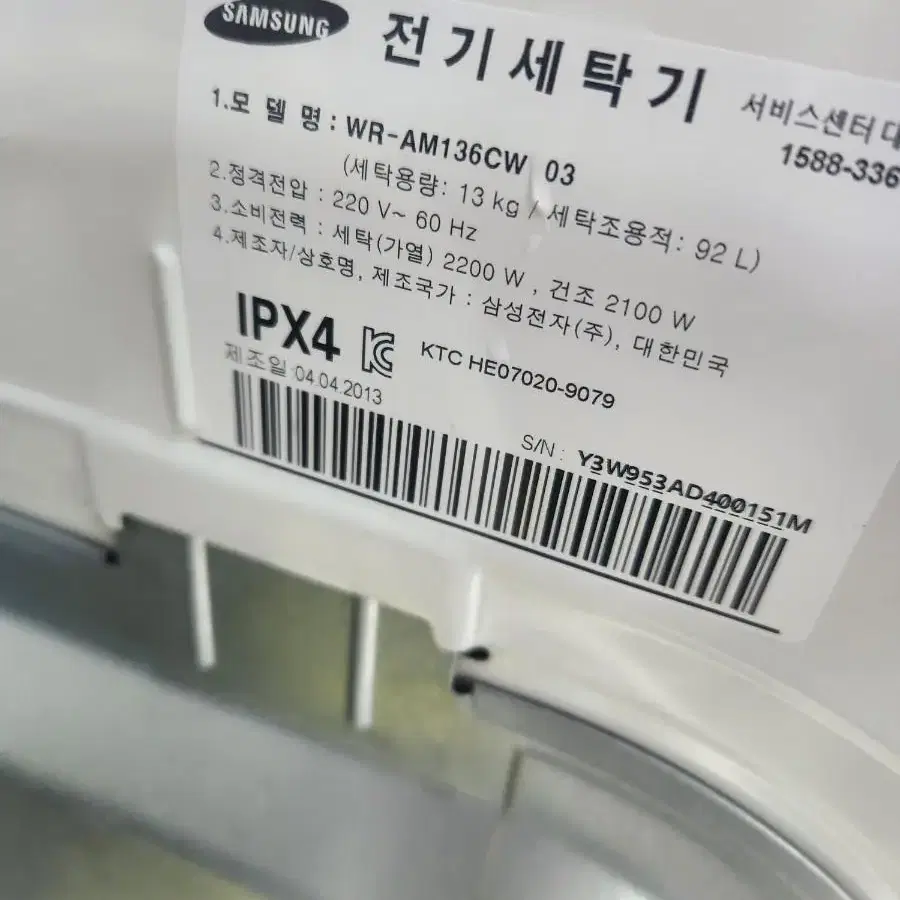 SAMSUNG
전기세탁기
서비스센터 대
1588-336
1.모 델 명 : WR-AM136CW 03
(세탁용량: 13 kg / 세탁조용적: 92 L)
2.정격전압 : 220 V~ 60 Hz
3.소비전력 : 세탁(가열) 2200 W , 건조 2100 W
4.제조자/상호명, 제조국가 : 삼성전자(주), 대한민국
IPX4 KC KTC HE07020-9079
제조일 04.04.2013
S/N : Y3W953AD400151M